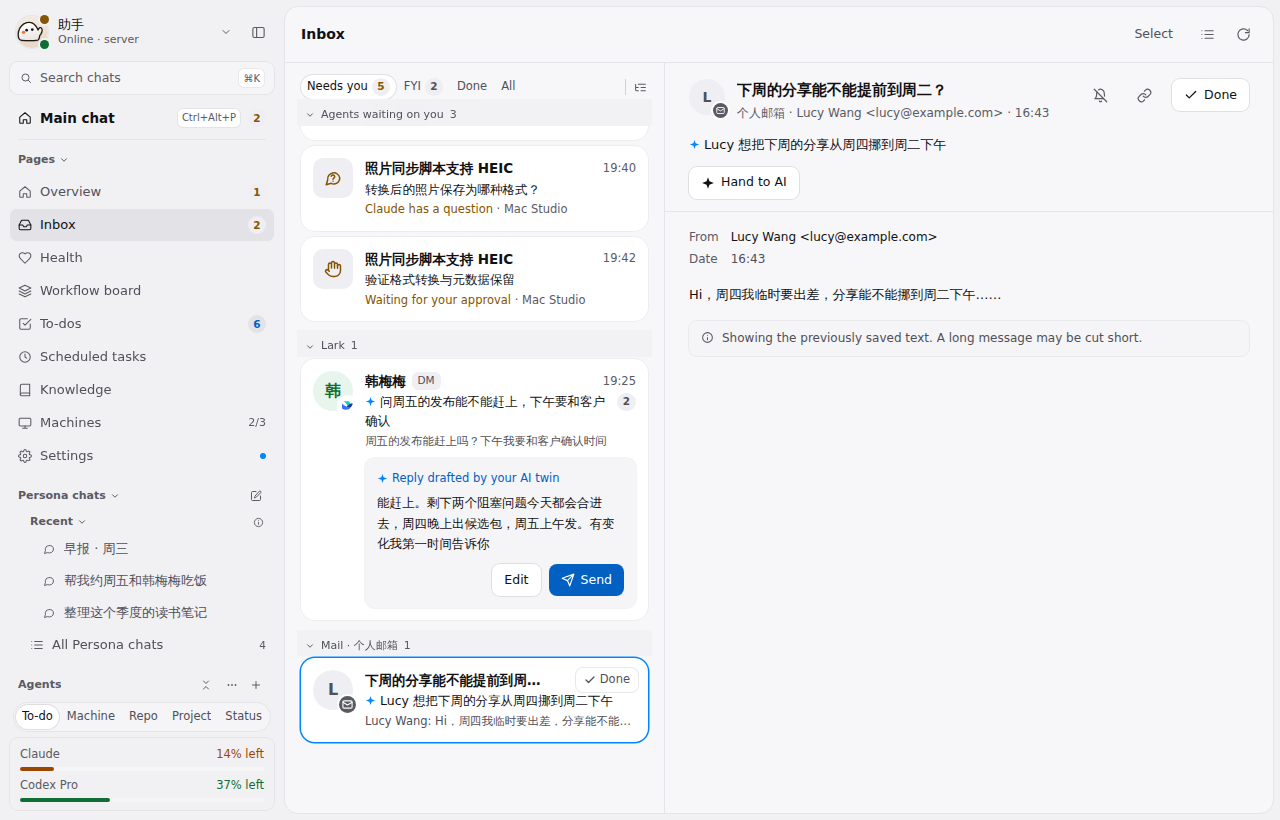 助手
Online · server
Search chats
⌘K
Main chat
Ctrl+Alt+P
2
Pages
Overview
1
Inbox
2
Health
Workflow board
To-dos
6
Scheduled tasks
Knowledge
Machines
2/3
Settings
Persona chats
Recent
早报 · 周三
帮我约周五和韩梅梅吃饭
整理这个季度的读书笔记
All Persona chats
4
Agents
To-do
Machine
Repo
Project
Status
Claude
14% left
Codex Pro
37% left
Inbox
Select
Needs you 5
FYI 2
Done
All
Agents waiting on you 3
照片同步脚本支持 HEIC
19:40
转换后的照片保存为哪种格式？
Claude has a question · Mac Studio
照片同步脚本支持 HEIC
19:42
验证格式转换与元数据保留
Waiting for your approval · Mac Studio
Lark 1
韩
韩梅梅
DM
19:25
问周五的发布能不能赶上，下午要和客户
确认
2
周五的发布能赶上吗？下午我要和客户确认时间
Reply drafted by your AI twin
能赶上。剩下两个阻塞问题今天都会合进
去，周四晚上出候选包，周五上午发。有变
化我第一时间告诉你
Edit
Send
Mail · 个人邮箱 1
L
下周的分享能不能提前到周...
Done
Lucy 想把下周的分享从周四挪到周二下午
Lucy Wang: Hi，周四我临时要出差，分享能不能...
L
下周的分享能不能提前到周二？
个人邮箱 · Lucy Wang <lucy@example.com> · 16:43
Done
Lucy 想把下周的分享从周四挪到周二下午
Hand to AI
From Lucy Wang <lucy@example.com>
Date 16:43
Hi，周四我临时要出差，分享能不能挪到周二下午……
Showing the previously saved text. A long message may be cut short.